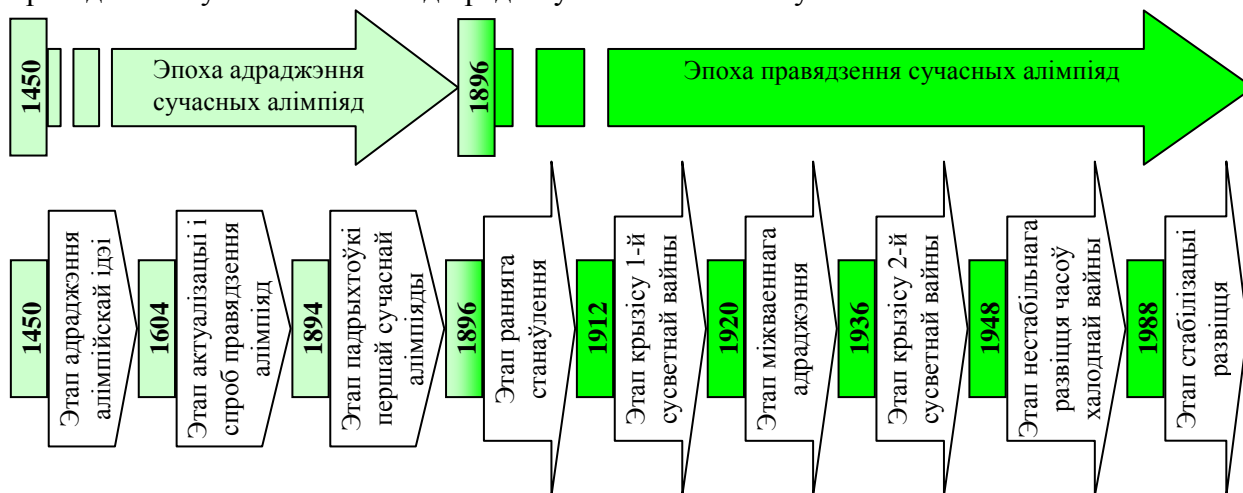 1450
Эпоха адраджэння
сучасных алімпіяд
1896
Эпоха правядзення сучасных алімпіяд
1450
Этап адраджэння
алімпійскай ідэі
1604
Этап актуалізацыі і
спроб правядзення
алімпіяд
1894
Этап падрыхтоўкі
першай сучаснай
алімпіяды
1896
Этап ранняга
станаўлення
1912
Этап крызісу 1-й
сусветнай вайны
1920
Этап міжваеннага
адраджэння
1936
Этап крызісу 2-й
сусветнай вайны
1948
Этап нестабільнага
развіцця часоў
халоднай вайны
1988
Этап стабілізацыі
развіцця